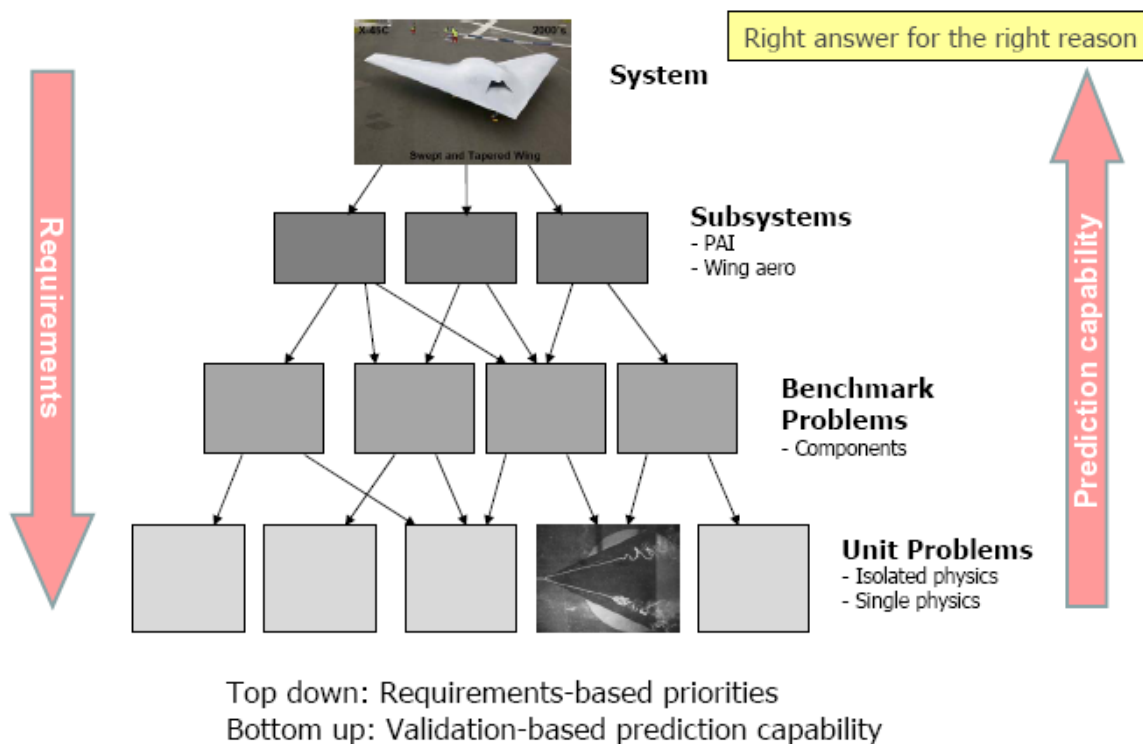 X-45C 2000's
Swept and Tapered Wing
System
Right answer for the right reason
Requirements
Subsystems
- PAI
- Wing aero
Prediction capability
Benchmark
Problems
- Components
Unit Problems
- Isolated physics
- Single physics
Top down: Requirements-based priorities
Bottom up: Validation-based prediction capability